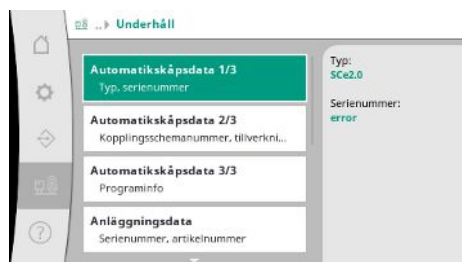 ..▸ Underhåll
Automatikskåpsdata 1/3
Typ, serienummer
Automatikskåpsdata 2/3
Kopplingsschemanummer, tillverkni...
Automatikskåpsdata 3/3
Programinfo
Anläggningsdata
Serienummer, artikelnummer
Typ:
SCe2.0
Serienummer:
error
?